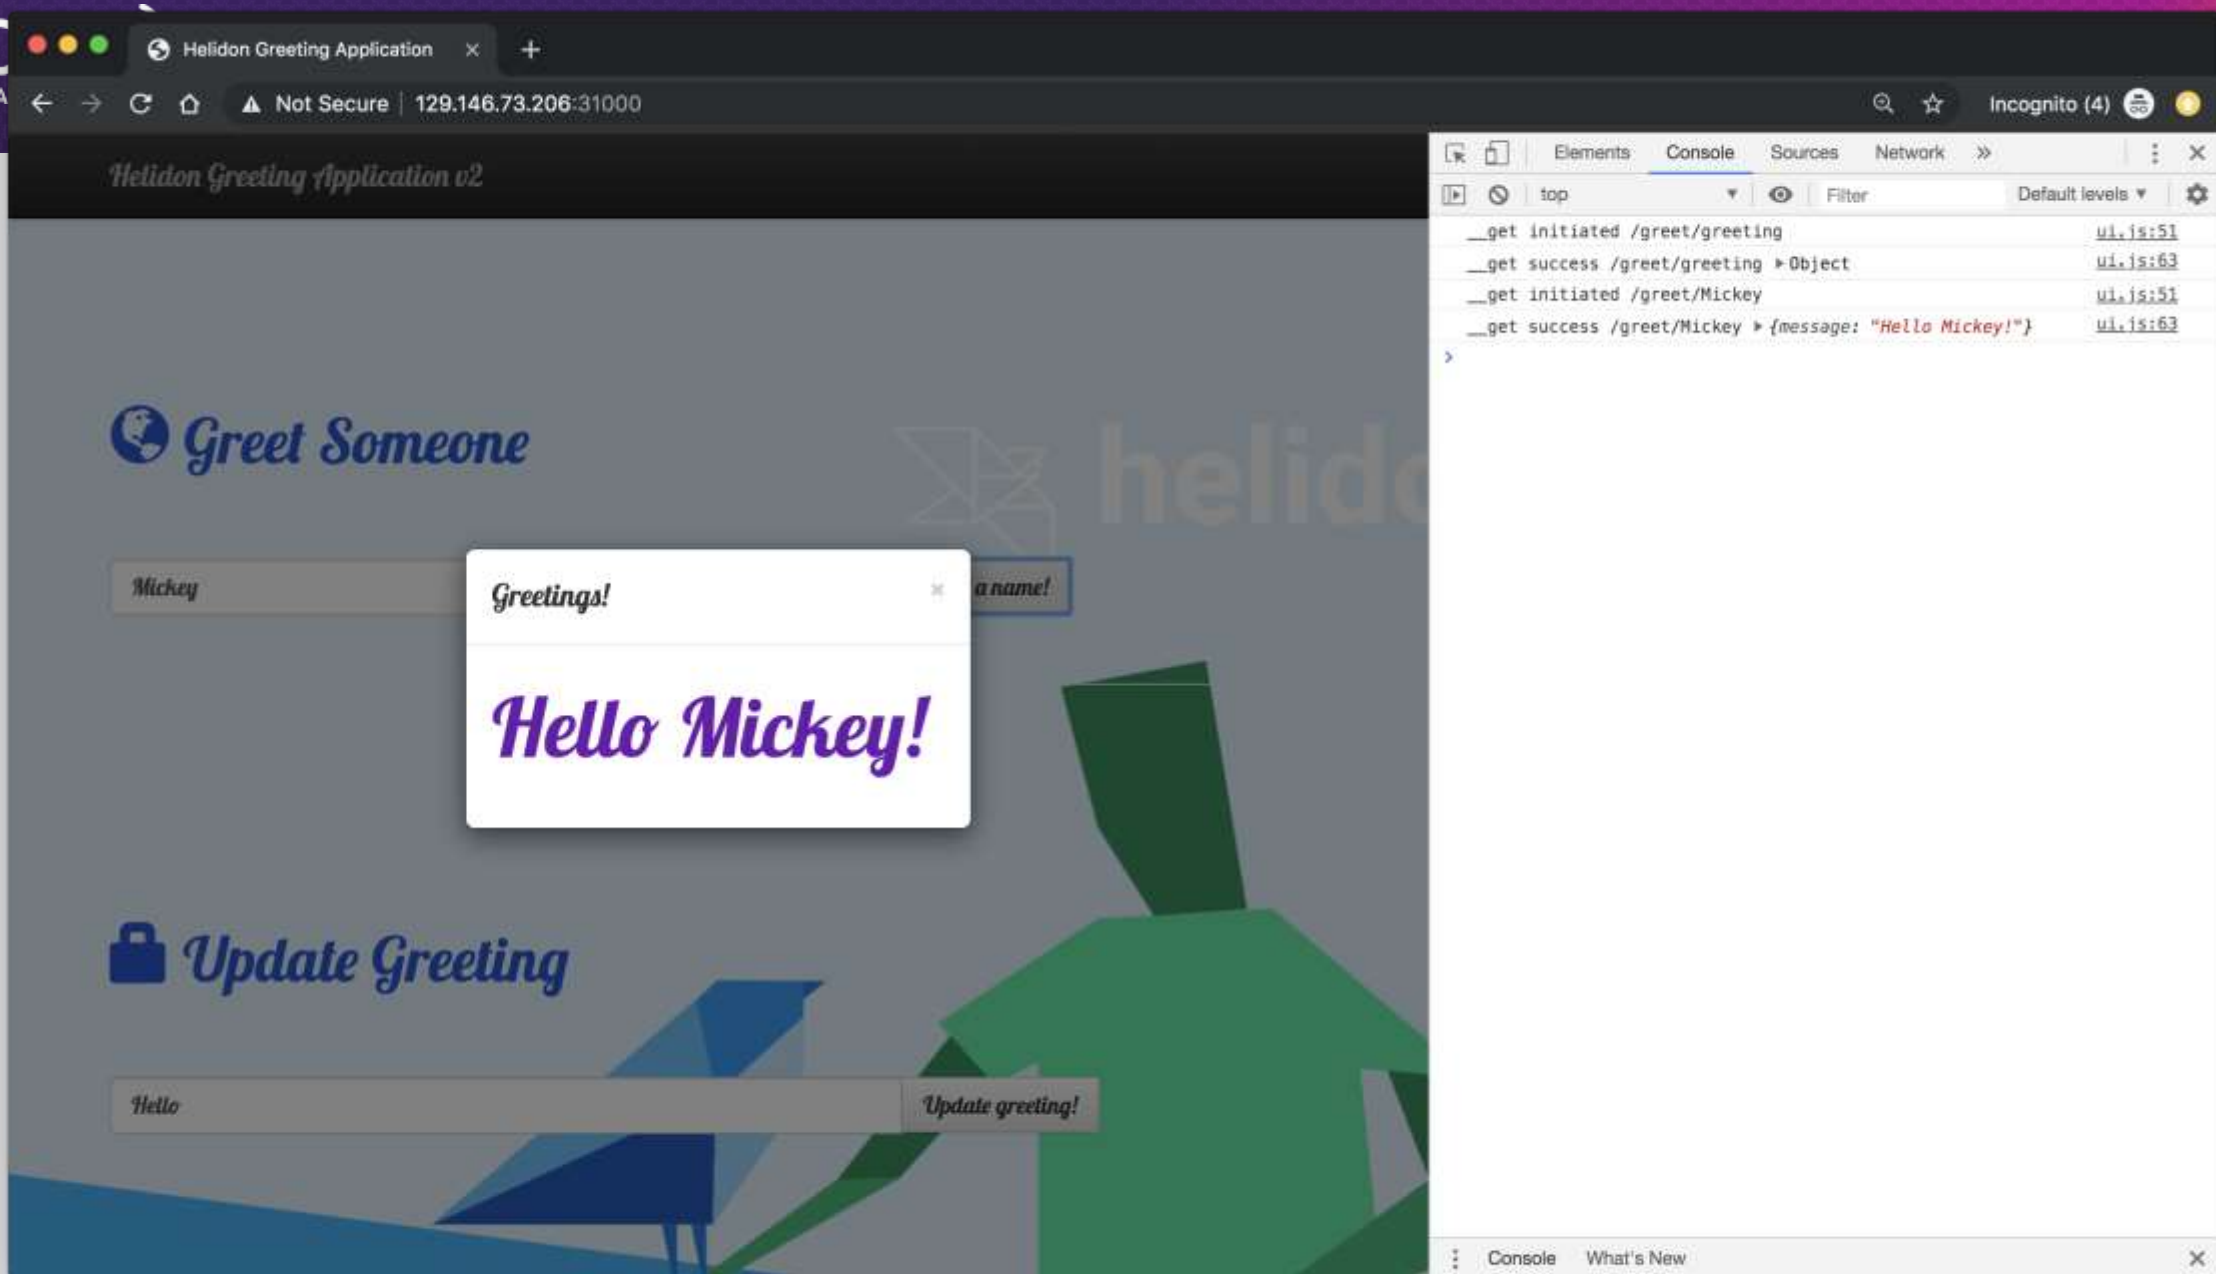 Helidon Greeting Application
Not Secure 129.146.73.206:31000 Incognito (4)
Helidon Greeting Application v2
Greet Someone
Mickey a name!
Greetings! ×
Hello Mickey!
Update Greeting
Hello Update greeting!
Elements Console Sources Network
top Filter Default levels
__get initiated /greet/greeting ui.js:51
__get success /greet/greeting Object ui.js:63
__get initiated /greet/Mickey ui.js:51
__get success /greet/Mickey {message: "Hello Mickey!"} ui.js:63
Console What's New